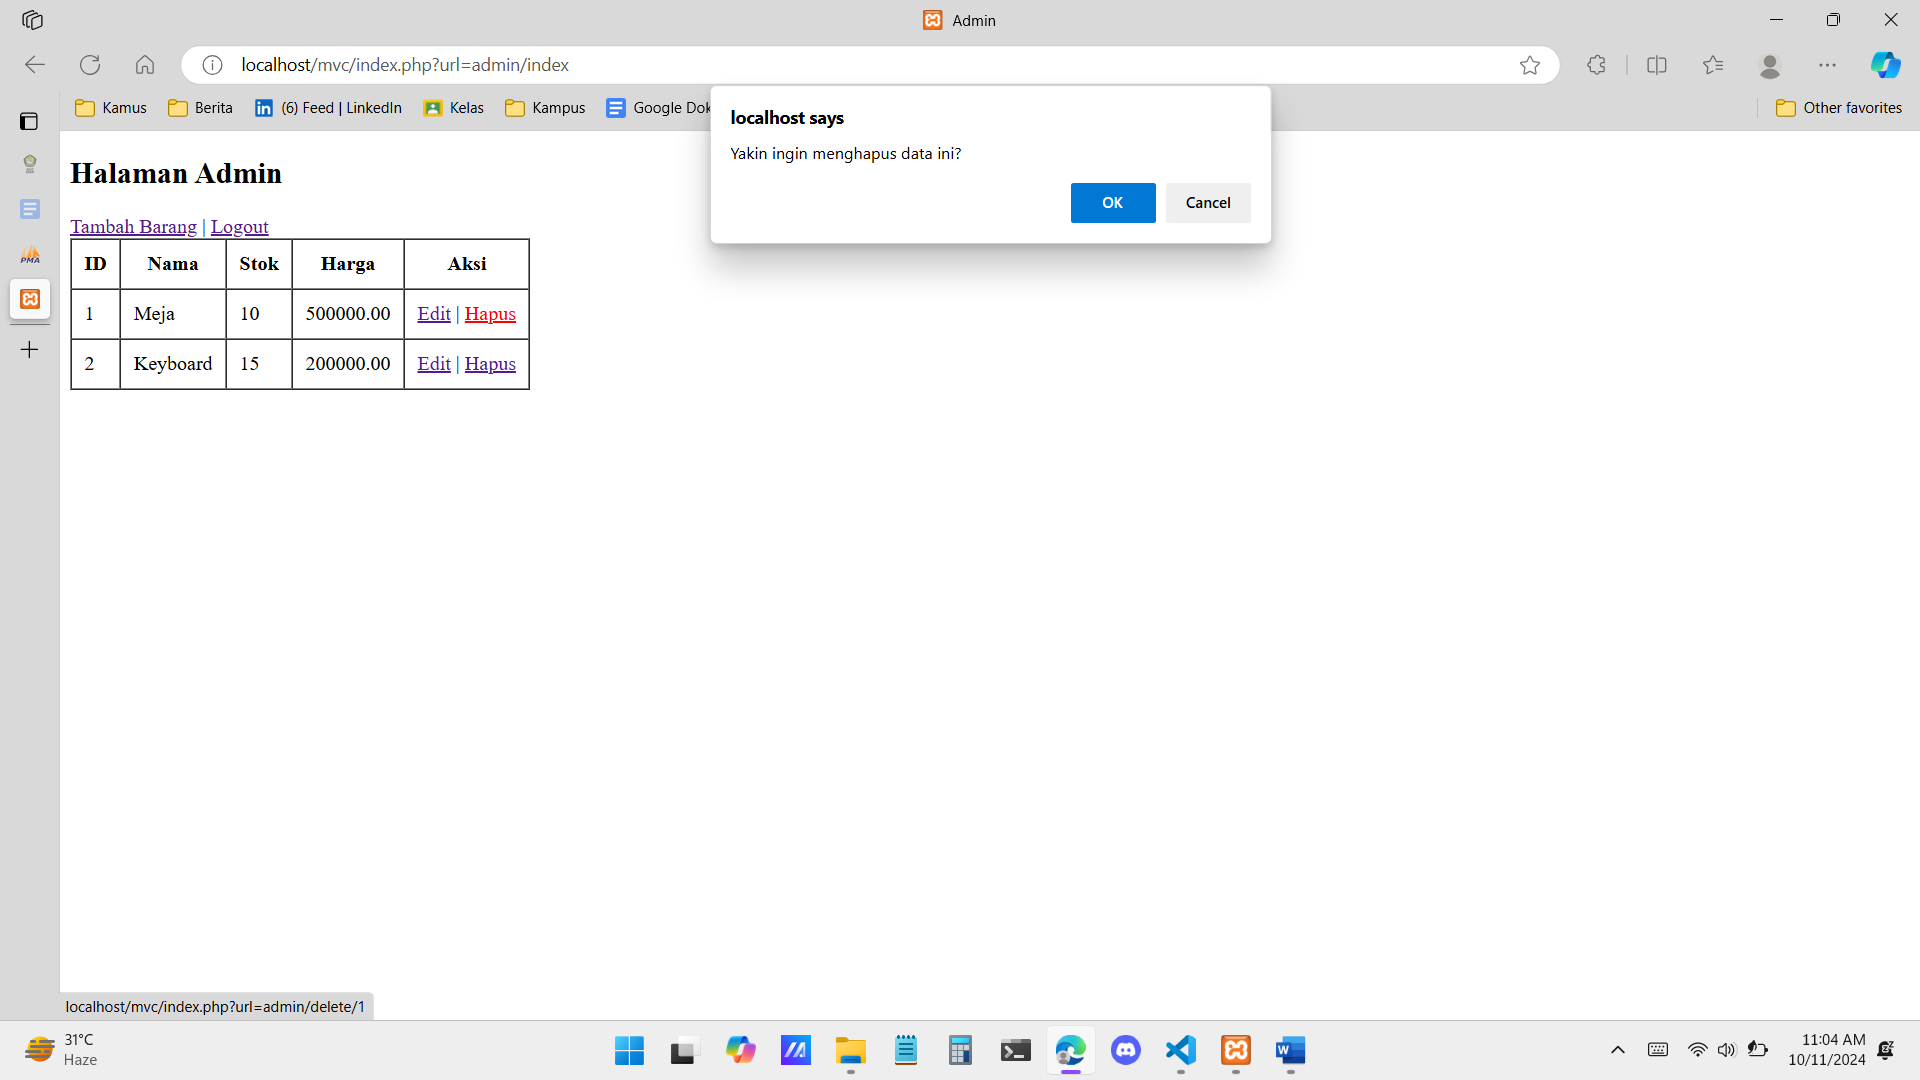 Admin
localhost/mvc/index.php?url=admin/index
Kamus
Berita
(6) Feed | LinkedIn
Kelas
Kampus
Google Dok
Other favorites
localhost says
Yakin ingin menghapus data ini?
OK
Cancel
Halaman Admin
Tambah Barang | Logout
ID Nama Stok Harga Aksi
1 Meja 10 500000.00 Edit | Hapus
2 Keyboard 15 200000.00 Edit | Hapus
PMA
localhost/mvc/index.php?url=admin/delete/1
31°C
Haze
11:04 AM
10/11/2024